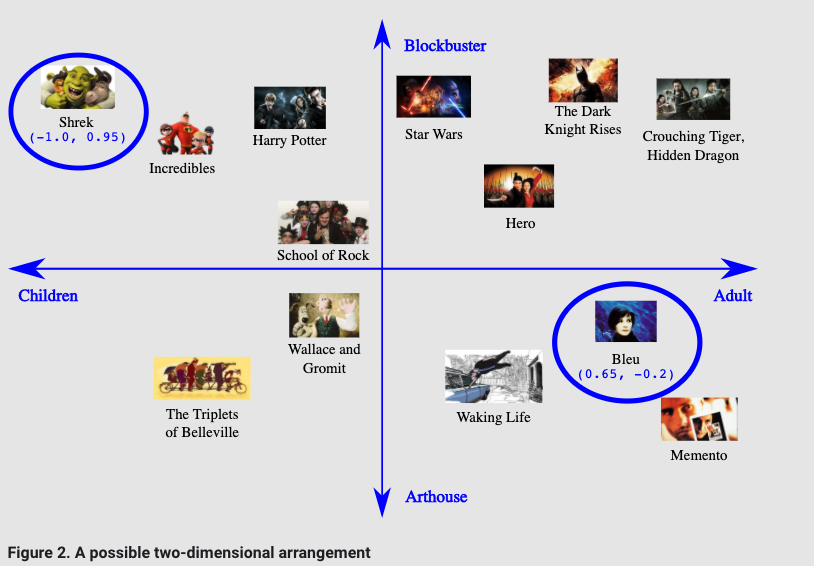 Blockbuster
Shrek
(-1.0, 0.95)
Incredibles
Harry Potter
Star Wars
The Dark
Knight Rises
Crouching Tiger,
Hidden Dragon
Hero
School of Rock
Children
Adult
Wallace and
Gromit
The Triplets
of Belleville
Waking Life
Bleu
(0.65, -0.2)
Memento
Arthouse
Figure 2. A possible two-dimensional arrangement